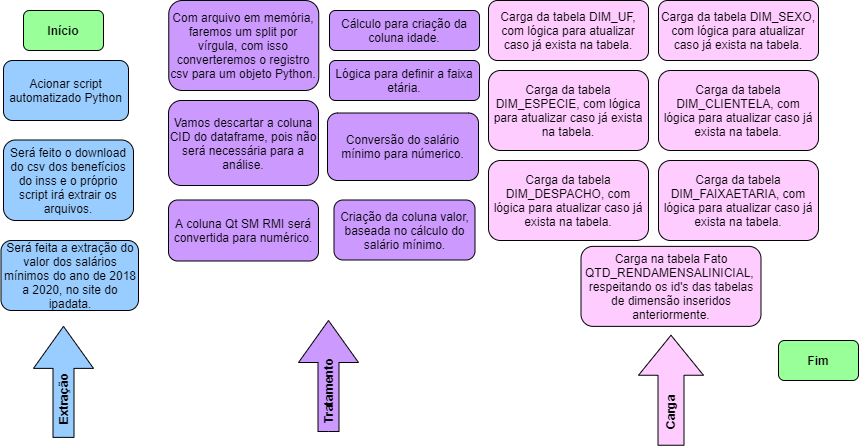 Início
Acionar script
automatizado Python
Será feito o download
do csv dos benefícios
do inss e o próprio
script irá extrair os
arquivos.
Será feita a extração do
valor dos salários
mínimos do ano de 2018
a 2020, no site do
ipadata.
Extração
Com arquivo em memória,
faremos um split por
vírgula, com isso
converteremos o registro
csv para um objeto Python.
Vamos descartar a coluna
CID do dataframe, pois não
será necessária para a
análise.
A coluna Qt SM RMI será
convertida para numérico.
Cálculo para criação da
coluna idade.
Lógica para definir a faixa
etária.
Conversão do salário
mínimo para númerico.
Criação da coluna valor,
baseada no cálculo do
salário mínimo.
Tratamento
Carga da tabela DIM_UF,
com lógica para atualizar
caso já exista na tabela.
Carga da tabela DIM_SEXO,
com lógica para atualizar
caso já exista na tabela.
Carga da tabela
DIM_ESPECIE, com lógica
para atualizar caso já exista
na tabela.
Carga da tabela
DIM_CLIENTELA, com
lógica para atualizar caso já
exista na tabela.
Carga da tabela
DIM_DESPACHO, com
lógica para atualizar caso já
exista na tabela.
Carga da tabela
DIM_FAIXAETARIA, com
lógica para atualizar caso já
exista na tabela.
Carga na tabela Fato
QTD_RENDAMENSALINICIAL,
respeitando os id's das tabelas
de dimensão inseridos
anteriormente.
Carga
Fim